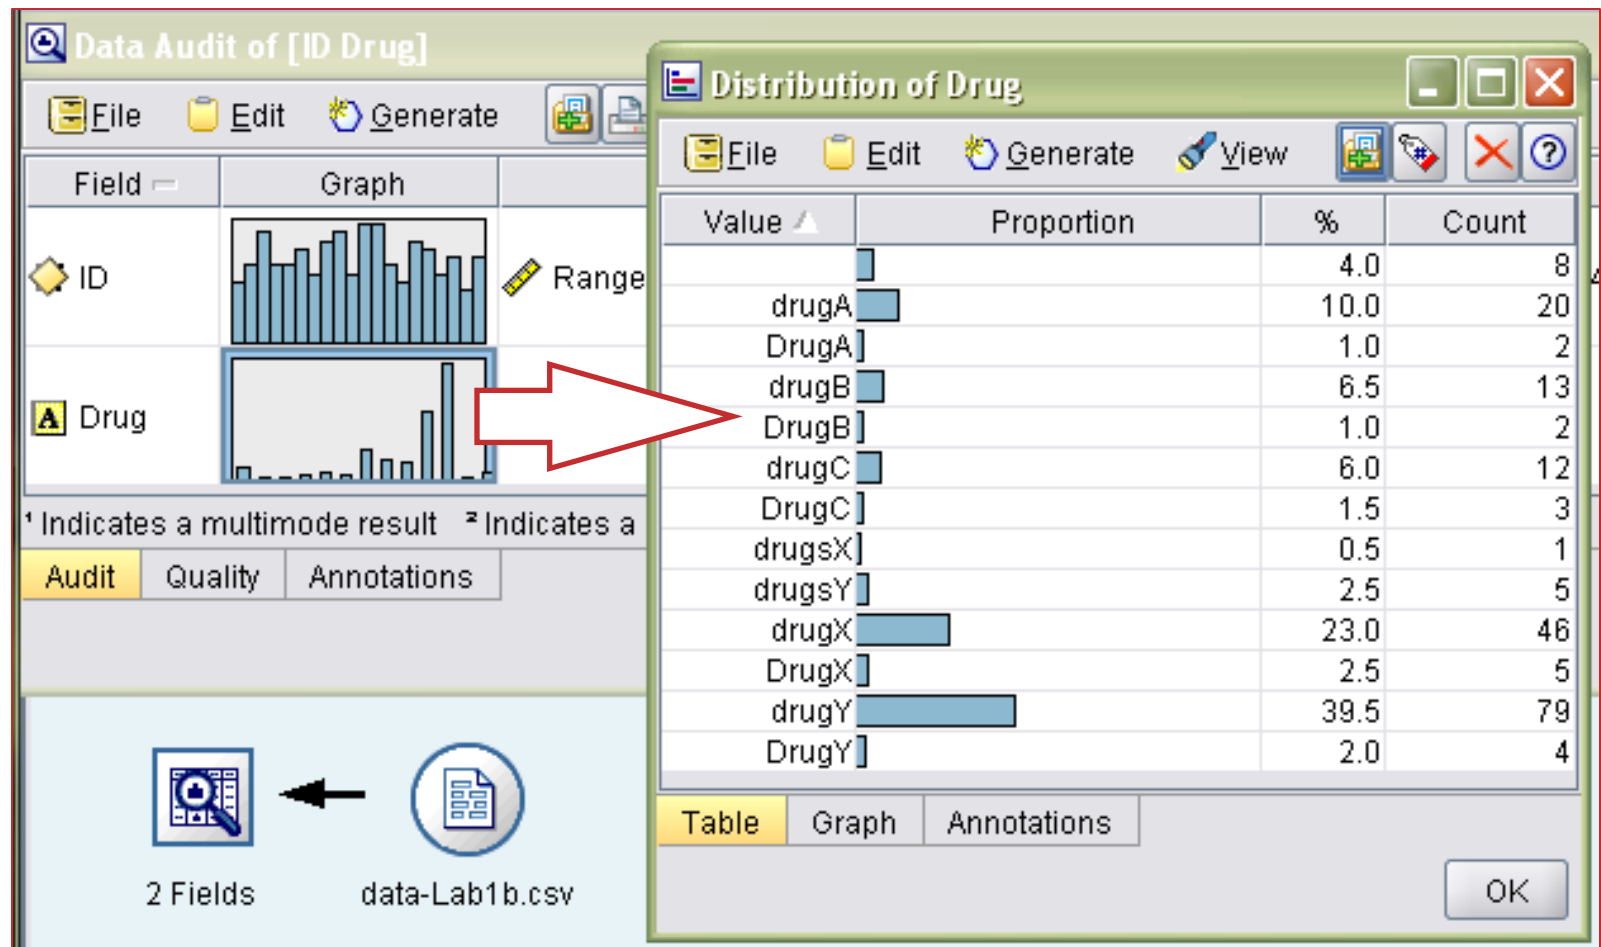 Data Audit of [ID Drug]
File Edit Generate
Field Graph
ID Range
Drug
¹ Indicates a multimode result ² Indicates a
Audit Quality Annotations
2 Fields data-Lab1b.csv
Distribution of Drug
File Edit Generate View
Value Proportion % Count
4.0 8
drugA 10.0 20
DrugA 1.0 2
drugB 6.5 13
DrugB 1.0 2
drugC 6.0 12
DrugC 1.5 3
drugsX 0.5 1
drugsY 2.5 5
drugX 23.0 46
DrugX 2.5 5
drugY 39.5 79
DrugY 2.0 4
Table Graph Annotations
OK